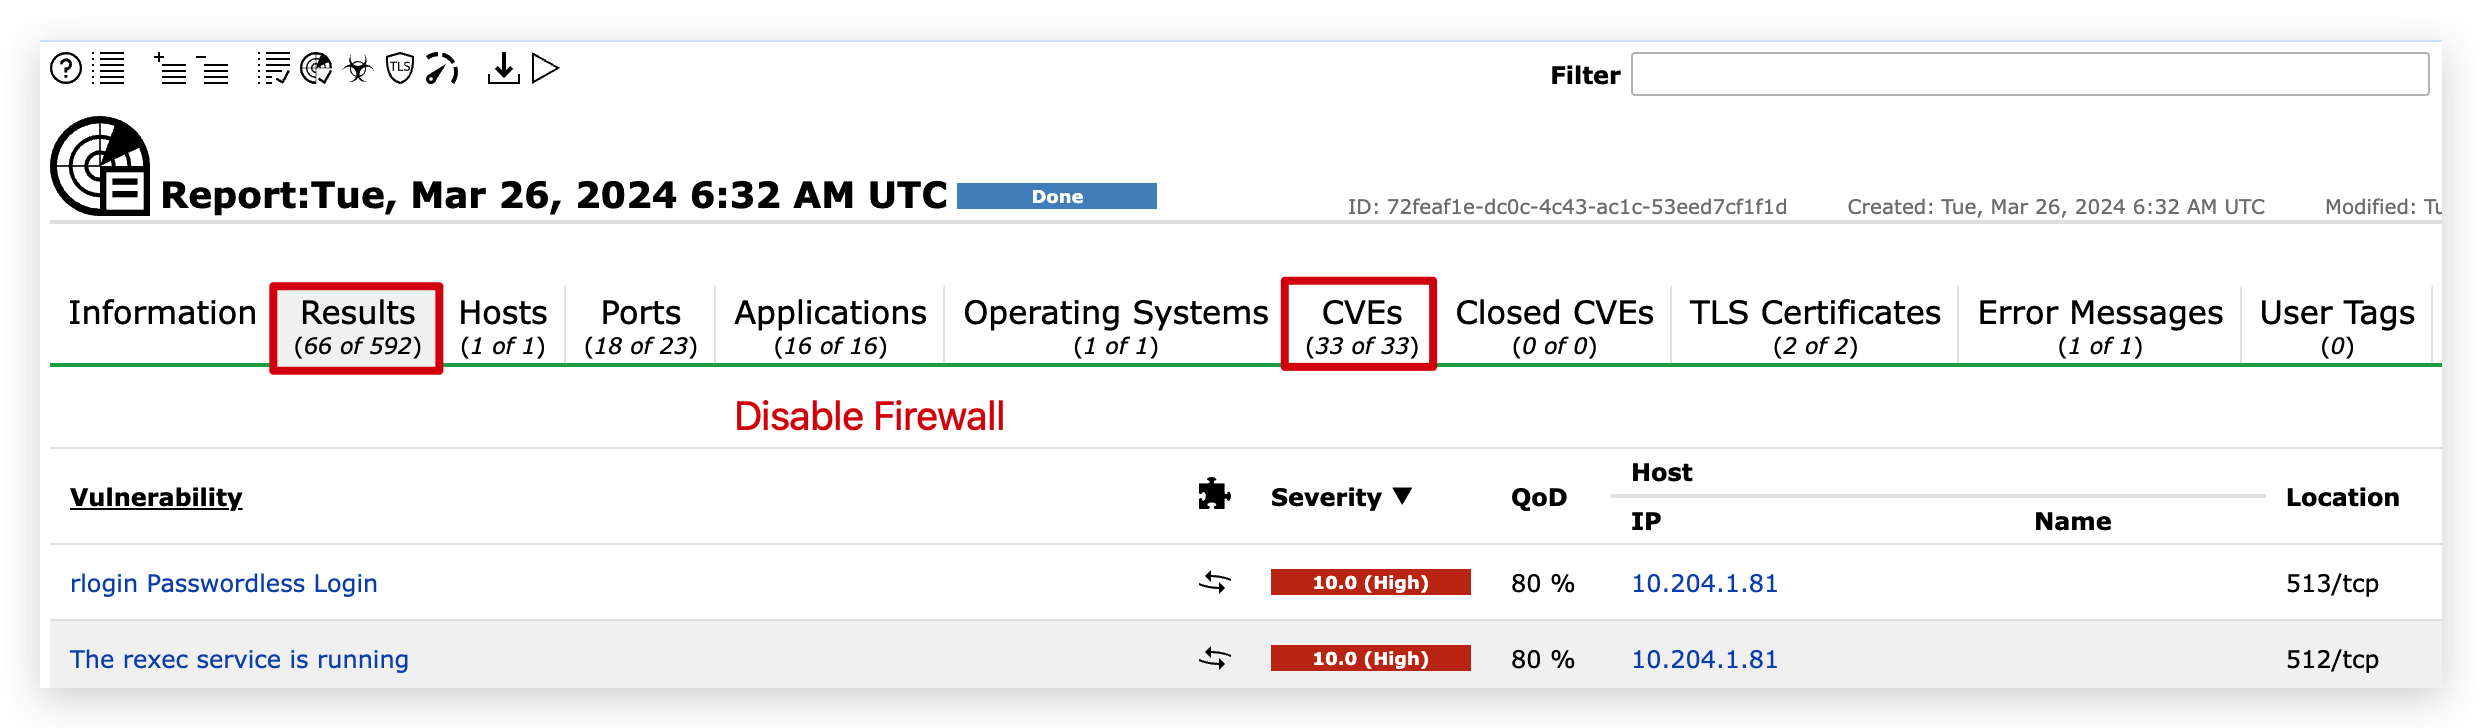 TLS
Filter
Report:Tue, Mar 26, 2024 6:32 AM UTC Done
ID: 72feaf1e-dc0c-4c43-ac1c-53eed7cf1f1d Created: Tue, Mar 26, 2024 6:32 AM UTC Modified: Tu
Information Results Hosts Ports Applications Operating Systems CVEs Closed CVEs TLS Certificates Error Messages User Tags
(66 of 592) (1 of 1) (18 of 23) (16 of 16) (1 of 1) (33 of 33) (0 of 0) (2 of 2) (1 of 1) (0)
Disable Firewall
Host
Vulnerability Severity ▼ QoD Location
IP Name
rlogin Passwordless Login 10.0 (High) 80 % 10.204.1.81 513/tcp
The rexec service is running 10.0 (High) 80 % 10.204.1.81 512/tcp